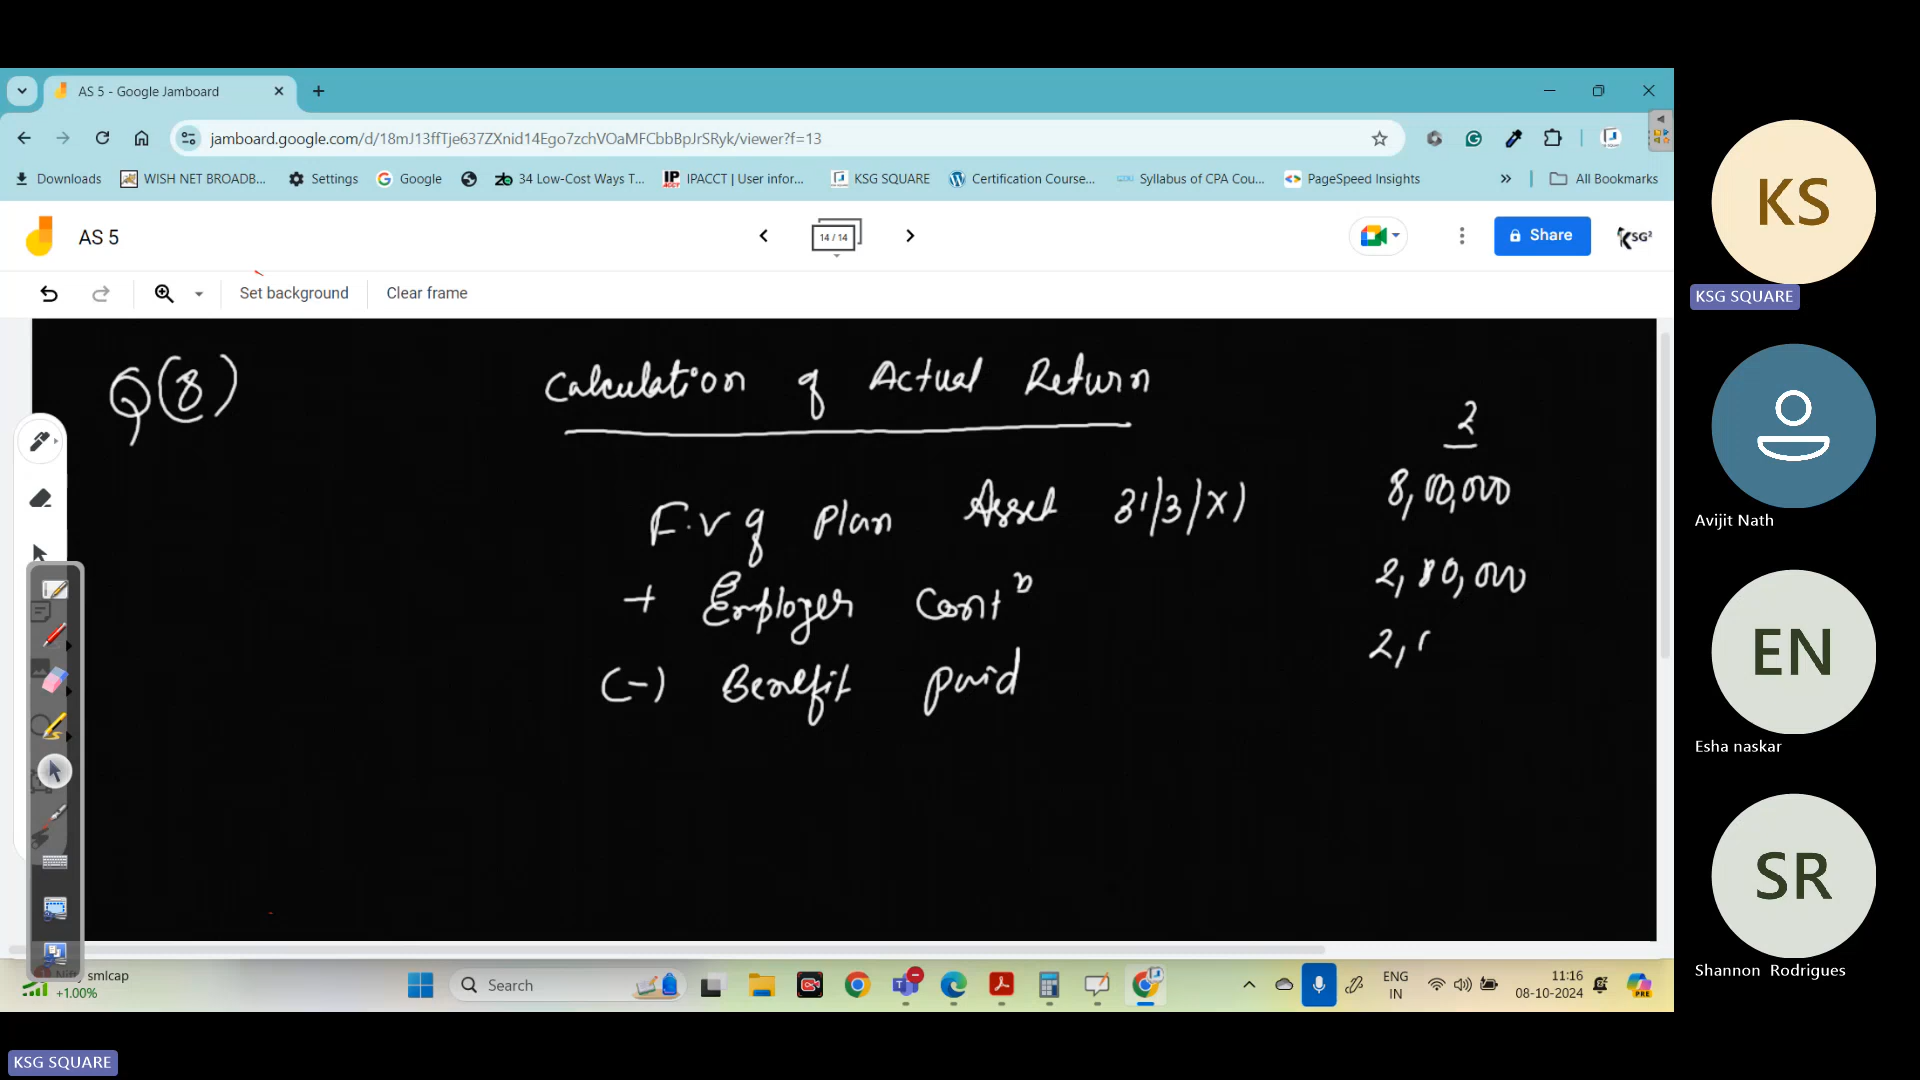 AS 5 - Google Jamboard
jamboard.google.com/d/18mJ13ffTje637ZXnid14Ego7zchVOaMFCbbBpJrSRyk/viewer?f=13
Downloads WISH NET BROADB... Settings Google 34 Low-Cost Ways T... IPACCT | User infor... KSG SQUARE Certification Course... Syllabus of CPA Cou... PageSpeed Insights » All Bookmarks
AS 5 14 / 14 Share KSG²
Set background Clear frame
Q(8) Calculation of Actual Return
8,00,000
F.V of Plan Asset 31/3/X1
2,80,000
+ Employer Contn
2,
(-) Benefit paid
KS
KSG SQUARE
Avijit Nath
EN
Esha naskar
SR
Shannon Rodrigues
Nifty smlcap
+1.00%
Search
ENG
IN
11:16
08-10-2024
PRE
KSG SQUARE